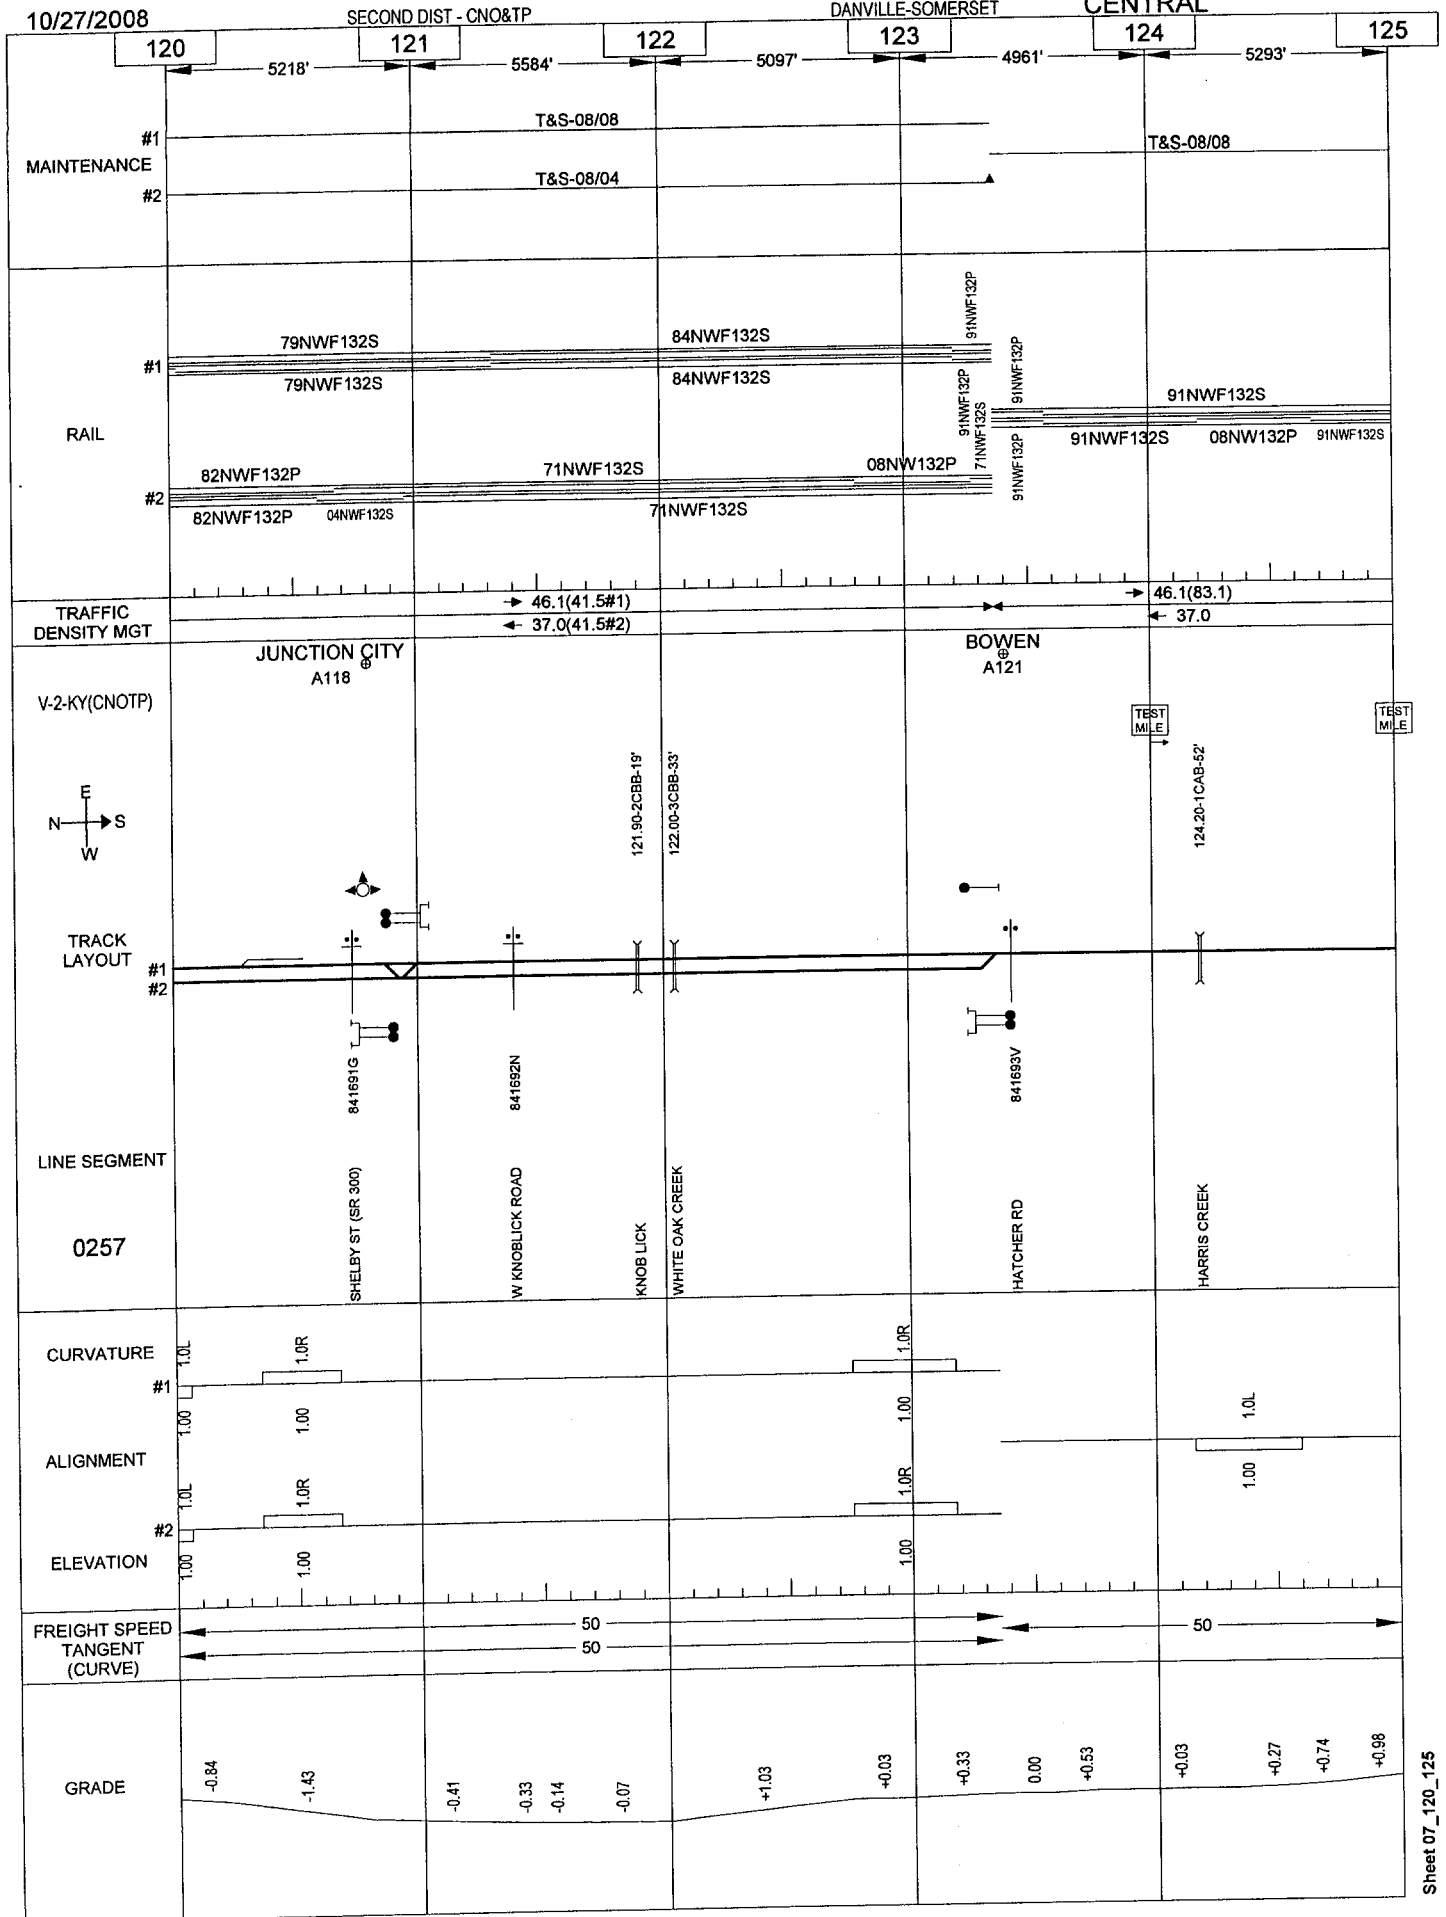 10/27/2008
SECOND DIST - CNO&TP
DANVILLE-SOMERSET
CENTRAL
120 121 122 123 124 125
5218' 5584' 5097' 4961' 5293'
MAINTENANCE
#1
T&S-08/08
T&S-08/08
#2
T&S-08/04
RAIL
#1
79NWF132S
84NWF132S
91NWF132P
79NWF132S
84NWF132S
91NWF132P
91NWF132P
91NWF132S
91NWF132S
08NW132P
91NWF132S
#2
82NWF132P
71NWF132S
08NW132P
71NWF132S
91NWF132P
82NWF132P
04NWF132S
71NWF132S
TRAFFIC
DENSITY MGT
46.1(41.5#1)
46.1(83.1)
37.0(41.5#2)
37.0
JUNCTION CITY
A118
BOWEN
A121
V-2-KY(CNOTP)
TEST
MILE
TEST
MILE
E
N S
W
121.90-2CBB-19'
122.00-3CBB-33'
124.20-1CAB-52'
TRACK
LAYOUT
#1
#2
841691G
841692N
841693V
LINE SEGMENT
0257
SHELBY ST (SR 300)
W KNOBLICK ROAD
KNOB LICK
WHITE OAK CREEK
HATCHER RD
HARRIS CREEK
CURVATURE
#1
1.0L
1.0R
1.0R
1.00
1.00
1.00
1.0L
1.00
ALIGNMENT
#2
1.0L
1.0R
1.0R
1.00
1.00
1.00
ELEVATION
FREIGHT SPEED
TANGENT
(CURVE)
50
50
50
GRADE
-0.84
-1.43
-0.41
-0.33
-0.14
-0.07
+1.03
+0.03
+0.33
0.00
+0.53
+0.03
+0.27
+0.74
+0.98
Sheet 07_120_125